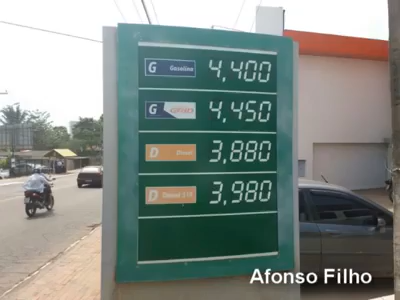 G Gasolina 4,400
G 4,450
D Diesel 3,880
D Diesel S10 3,980
Afonso Filho